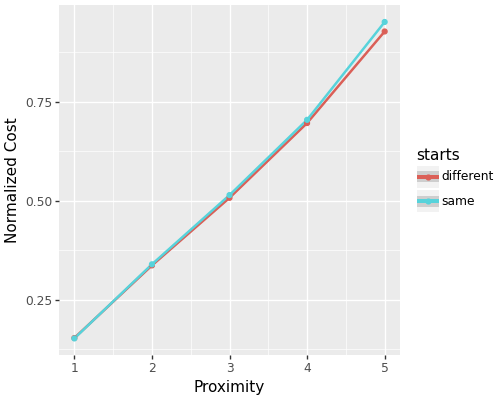 Normalized Cost
0.75
0.50
0.25
1 2 3 4 5
Proximity
starts
different
same